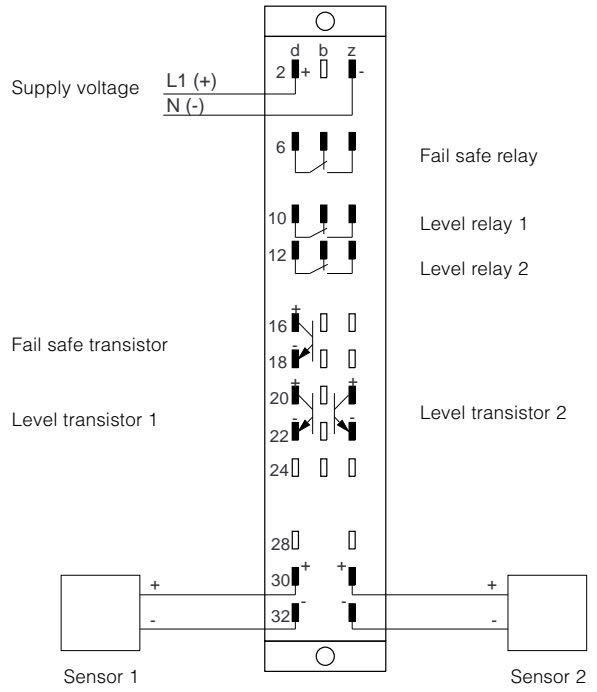 d b z
2 + -
Supply voltage
L1 (+)
N (-)
6
Fail safe relay
10
Level relay 1
12
Level relay 2
+
16
Fail safe transistor
-
18
+ +
20
Level transistor 1
Level transistor 2
- -
22
24
28
+ +
30
+ +
- -
32
- -
Sensor 1
Sensor 2